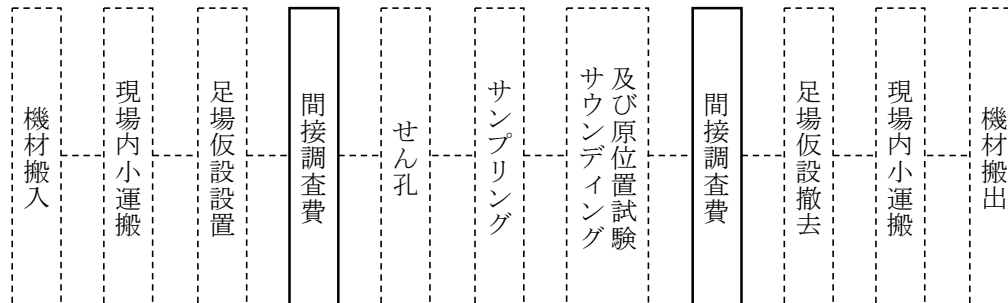 機材搬入
現場内小運搬
足場仮設設置
間接調査費
せん孔
サンプリング
サウンディング
及び原位置試験
間接調査費
足場仮設撤去
現場内小運搬
機材搬出